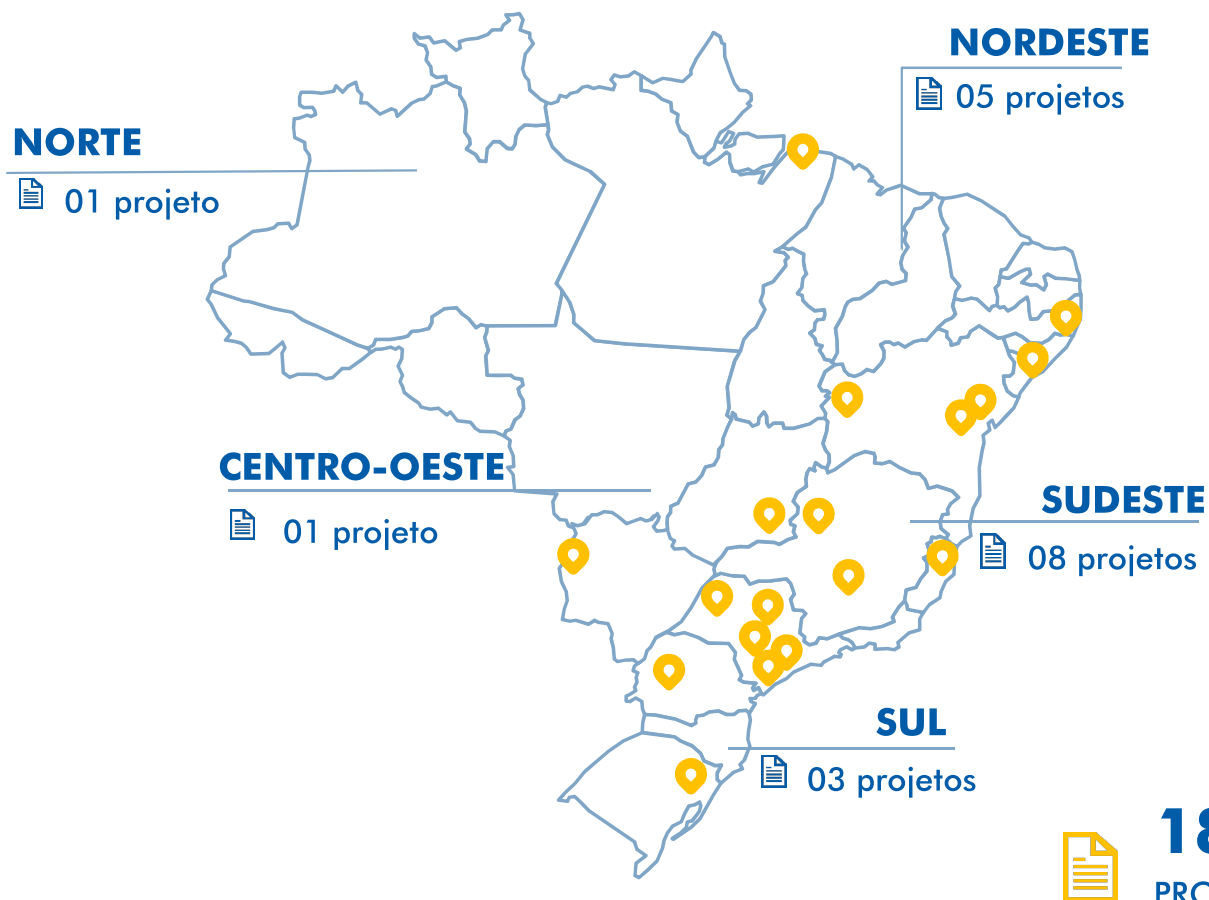 NORDESTE
05 projetos
NORTE
01 projeto
CENTRO-OESTE
01 projeto
SUDESTE
08 projetos
SUL
03 projetos